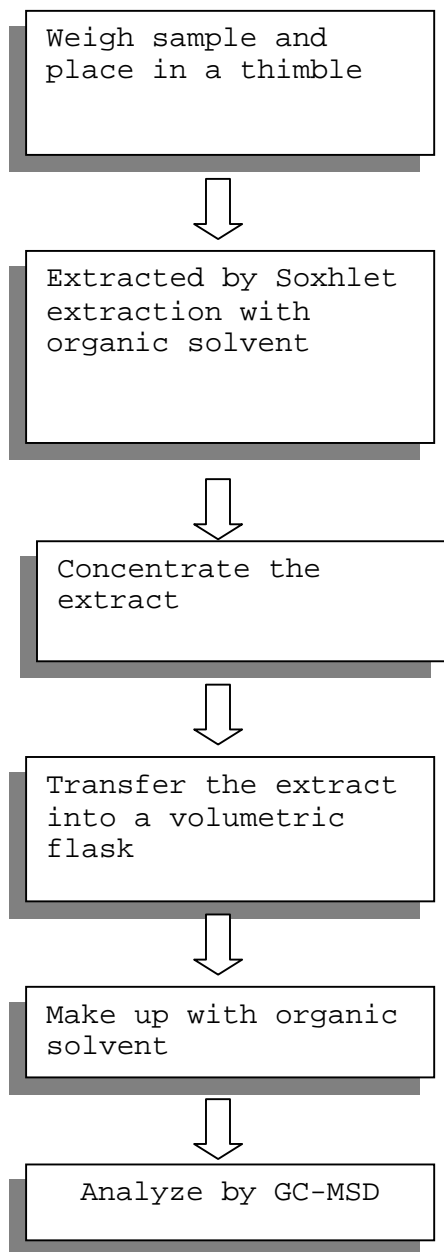 Weigh sample and
place in a thimble
Extracted by Soxhlet
extraction with
organic solvent
Concentrate the
extract
Transfer the extract
into a volumetric
flask
Make up with organic
solvent
Analyze by GC-MSD